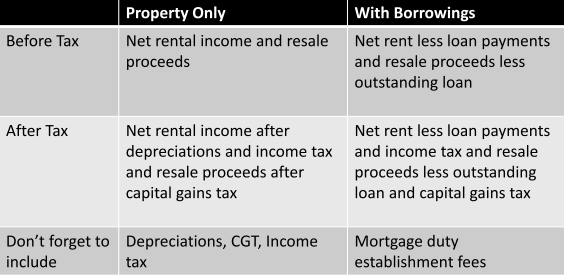 Property Only
With Borrowings
Before Tax
Net rental income and resale
proceeds
Net rent less loan payments
and resale proceeds less
outstanding loan
After Tax
Net rental income after
depreciations and income tax
and resale proceeds after
capital gains tax
Net rent less loan payments
and income tax and resale
proceeds less outstanding
loan and capital gains tax
Don't forget to
include
Depreciations, CGT, Income
tax
Mortgage duty
establishment fees